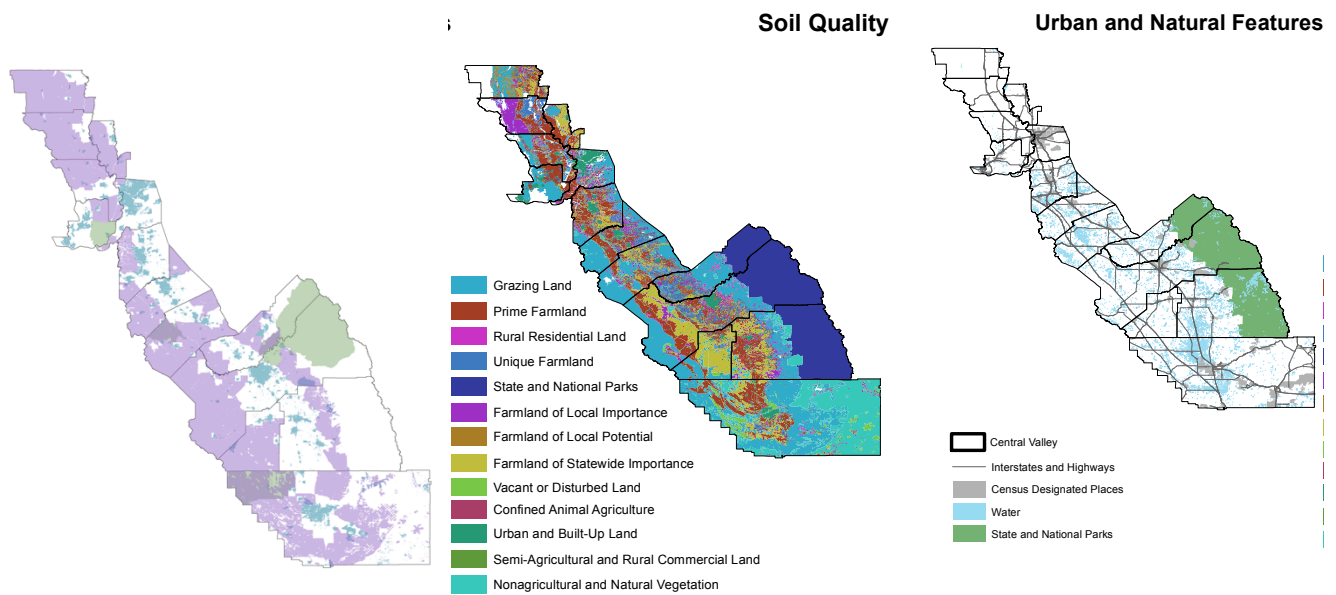 s
Soil Quality
Urban and Natural Features
Grazing Land
Prime Farmland
Rural Residential Land
Unique Farmland
State and National Parks
Farmland of Local Importance
Farmland of Local Potential
Farmland of Statewide Importance
Vacant or Disturbed Land
Confined Animal Agriculture
Urban and Built-Up Land
Semi-Agricultural and Rural Commercial Land
Nonagricultural and Natural Vegetation
Central Valley
Interstates and Highways
Census Designated Places
Water
State and National Parks